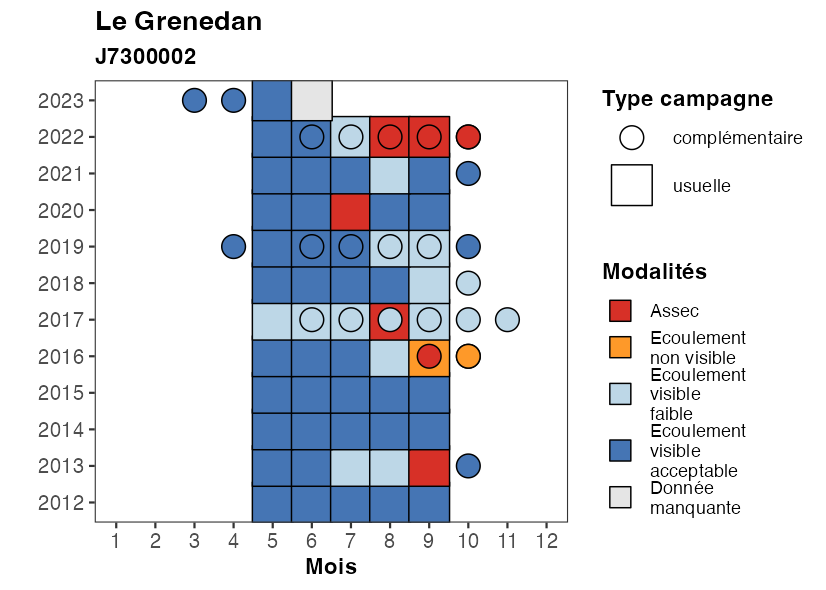 Le Grenedan
J7300002
2023
2022
2021
2020
2019
2018
2017
2016
2015
2014
2013
2012
1 2 3 4 5 6 7 8 9 10 11 12
Mois
Type campagne
complémentaire
usuelle
Modalités
Assec
Ecoulement
non visible
Ecoulement
visible
faible
Ecoulement
visible
acceptable
Donnée
manquante